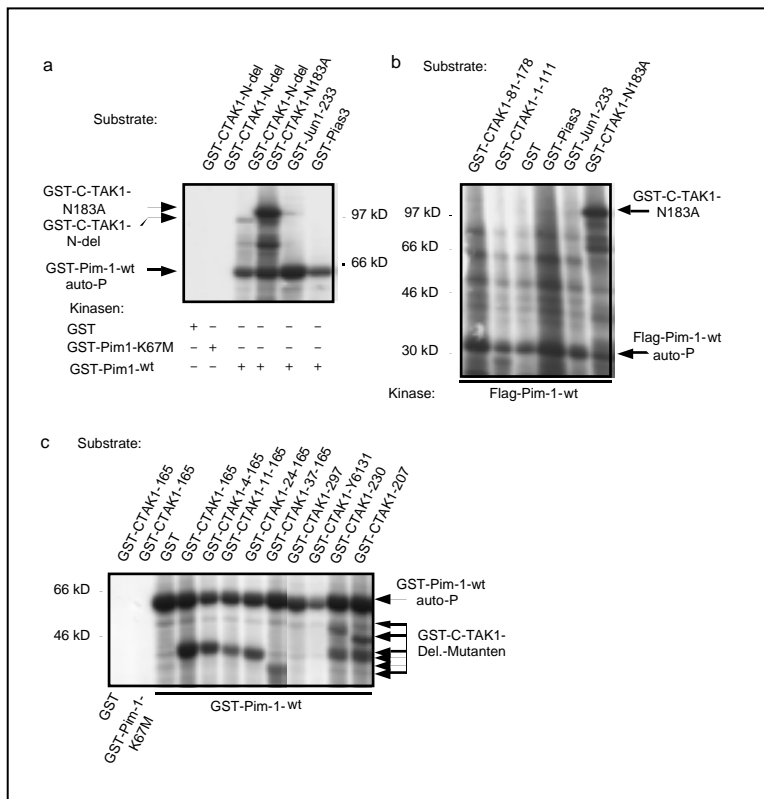 a
Substrate:
GST-CTAK1-N-del
GST-CTAK1-N-del
GST-CTAK1-N-del
GST-CTAK1-N183A
GST-Jun1-233
GST-Pias3
GST-C-TAK1-
N183A
GST-C-TAK1-
N-del
GST-Pim-1-wt
auto-P
97 kD
66 kD
Kinasen:
GST
+ – – – – –
GST-Pim1-K67M
– + – – – –
GST-Pim1-wt
– – + + + +
b
Substrate:
GST-CTAK1-81-178
GST-CTAK1-1-111
GST
GST-Pias3
GST-Jun1-233
GST-CTAK1-N183A
97 kD
66 kD
46 kD
30 kD
GST-C-TAK1-
N183A
Flag-Pim-1-wt
auto-P
Kinase:
Flag-Pim-1-wt
c
Substrate:
GST-CTAK1-165
GST-CTAK1-165
GST
GST-CTAK1-165
GST-CTAK1-4-165
GST-CTAK1-11-165
GST-CTAK1-24-165
GST-CTAK1-37-165
GST-CTAK1-297
GST-CTAK1-Y6131
GST-CTAK1-230
GST-CTAK1-207
66 kD
46 kD
GST-Pim-1-wt
auto-P
GST-C-TAK1-
Del.-Mutanten
GST
GST-Pim-1-
K67M
GST-Pim-1-wt